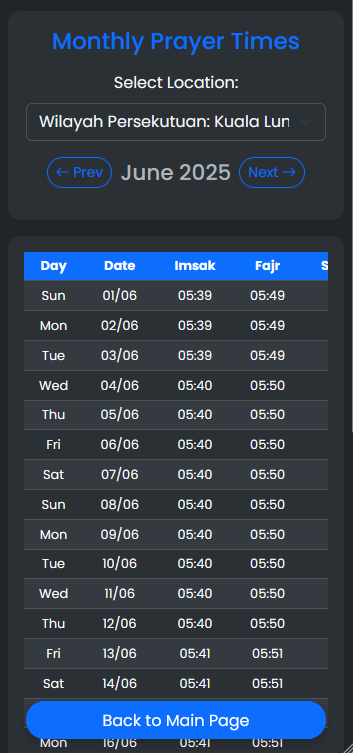 Monthly Prayer Times
Select Location:
Wilayah Persekutuan: Kuala Lun
← Prev June 2025 Next →
Day Date Imsak Fajr S
Sun 01/06 05:39 05:49
Mon 02/06 05:39 05:49
Tue 03/06 05:39 05:49
Wed 04/06 05:40 05:50
Thu 05/06 05:40 05:50
Fri 06/06 05:40 05:50
Sat 07/06 05:40 05:50
Sun 08/06 05:40 05:50
Mon 09/06 05:40 05:50
Tue 10/06 05:40 05:50
Wed 11/06 05:40 05:50
Thu 12/06 05:40 05:50
Fri 13/06 05:41 05:51
Sat 14/06 05:41 05:51
Back to Main Page
Mon 16/06 05:41 05:51